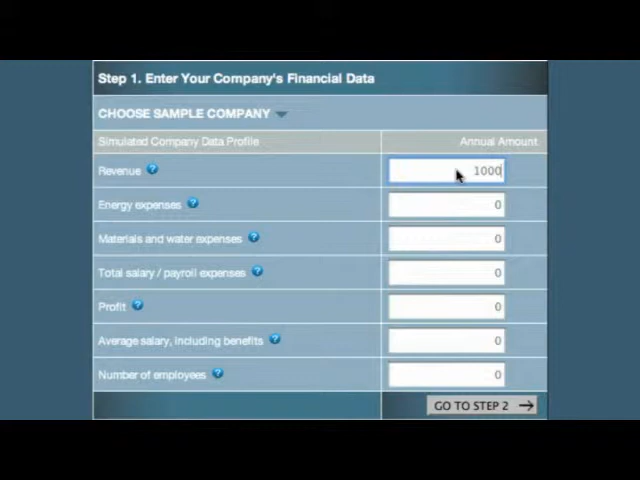 Step 1. Enter Your Company's Financial Data
CHOOSE SAMPLE COMPANY
Simulated Company Data Profile Annual Amount
Revenue ? 1000
Energy expenses ? 0
Materials and water expenses ? 0
Total salary / payroll expenses ? 0
Profit ? 0
Average salary, including benefits ? 0
Number of employees ? 0
GO TO STEP 2 →